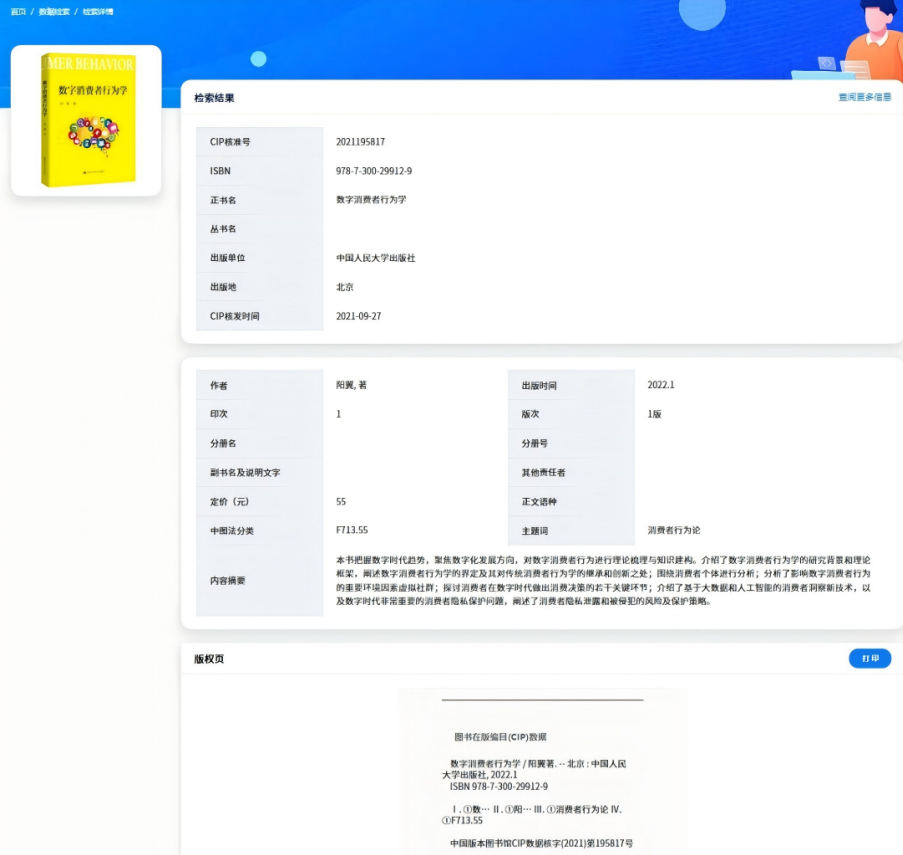 首页 / 数据检索 / 检索详情
MER BEHAVIOR
数字消费者行为学
数字消费者行为学
检索结果
查阅更多信息
CIP核准号 2021195817
ISBN 978-7-300-29912-9
正书名 数字消费者行为学
丛书名
出版单位 中国人民大学出版社
出版地 北京
CIP核发时间 2021-09-27
作者 阳翼, 著 出版时间 2022.1
印次 1 版次 1版
分册名 分册号
副书名及说明文字 其他责任者
定价（元） 55 正文语种
中图法分类 F713.55 主题词 消费者行为论
内容摘要
本书把握数字时代趋势，聚焦数字化发展方向，对数字消费者行为进行理论梳理与知识建构。介绍了数字消费者行为学的研究背景和理论
框架，阐述数字消费者行为学的界定及其对传统消费者行为学的继承和创新之处；围绕消费者个体进行分析；分析了影响数字消费者行为
的重要环境因素虚拟社群；探讨消费者在数字时代做出消费决策的若干关键环节；介绍了基于大数据和人工智能的消费者洞察新技术，以
及数字时代非常重要的消费者隐私保护问题，阐述了消费者隐私泄露和被侵犯的风险及保护策略。
版权页
打印
图书在版编目(CIP)数据
数字消费者行为学 / 阳翼著. -- 北京 : 中国人民
大学出版社, 2022.1
ISBN 978-7-300-29912-9
Ⅰ. ①数… Ⅱ. ①阳… Ⅲ. ①消费者行为论 Ⅳ.
①F713.55
中国版本图书馆CIP数据核字(2021)第195817号